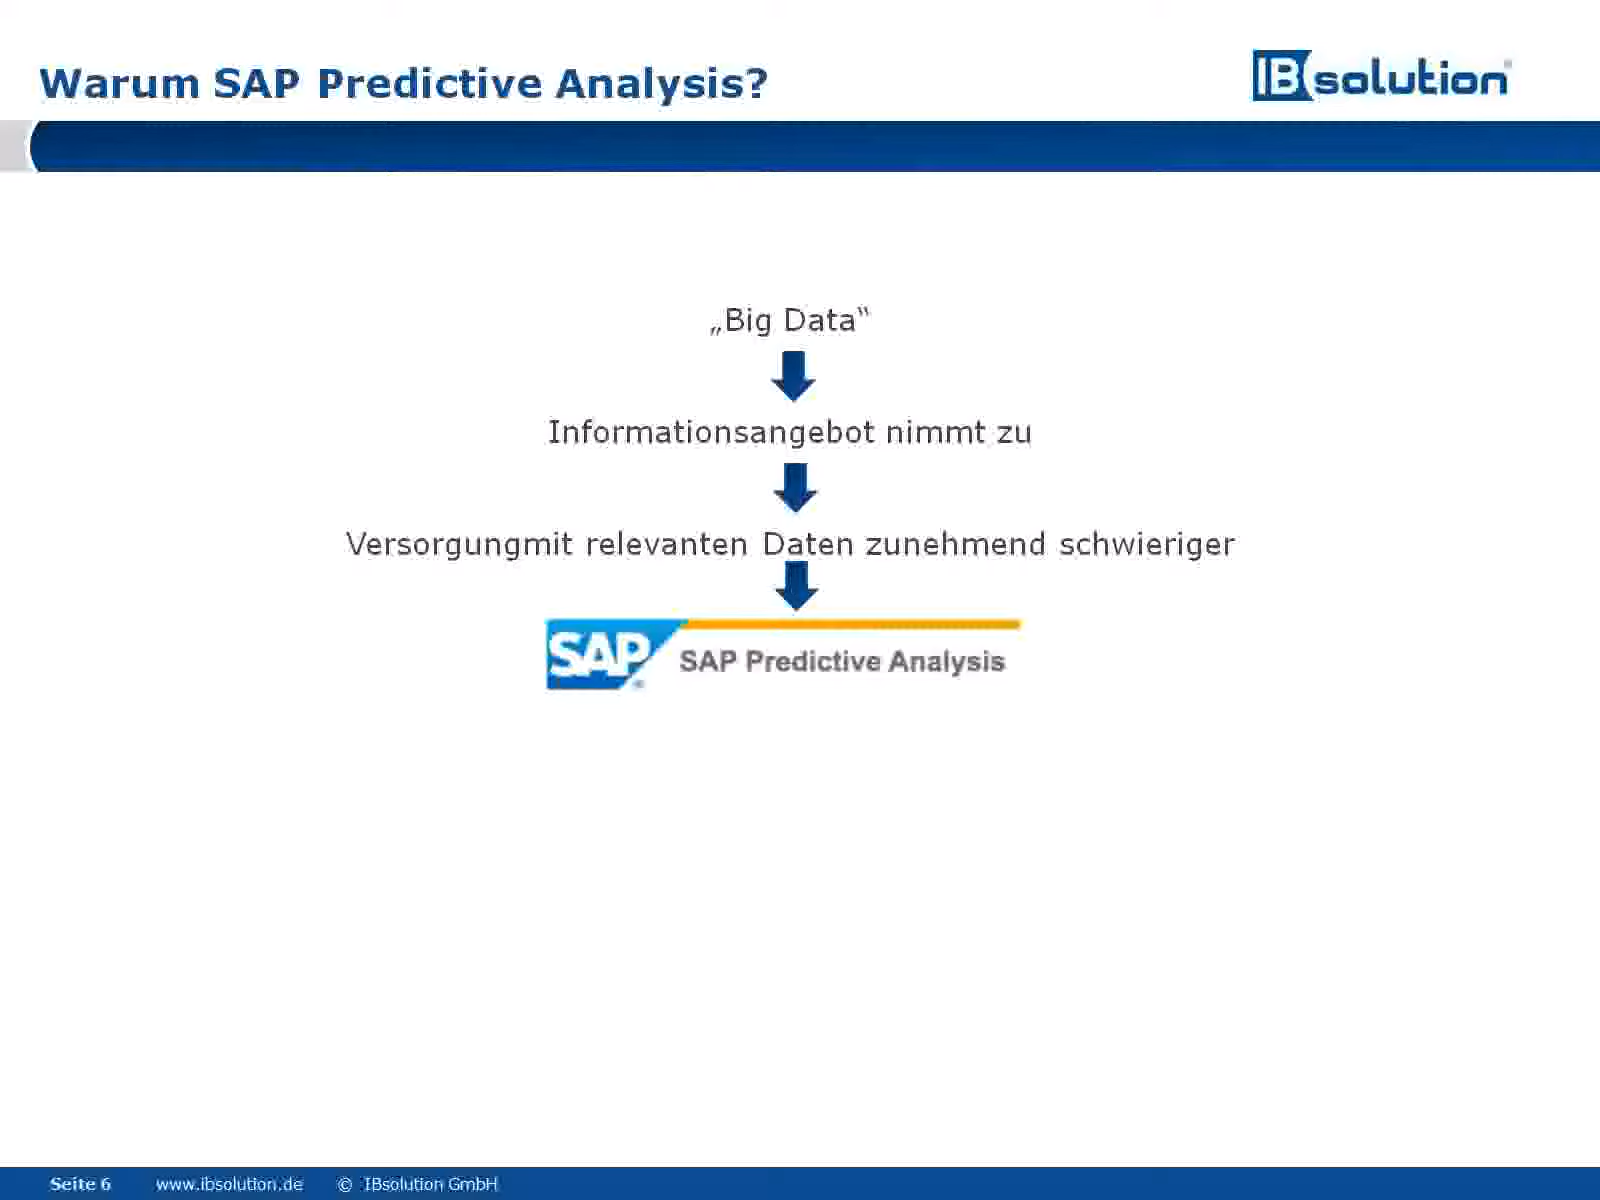 Warum SAP Predictive Analysis?
IBsolution®
„Big Data“
Informationsangebot nimmt zu
Versorgungmit relevanten Daten zunehmend schwieriger
SAP®
SAP Predictive Analysis
Seite 6 www.ibsolution.de © IBsolution GmbH